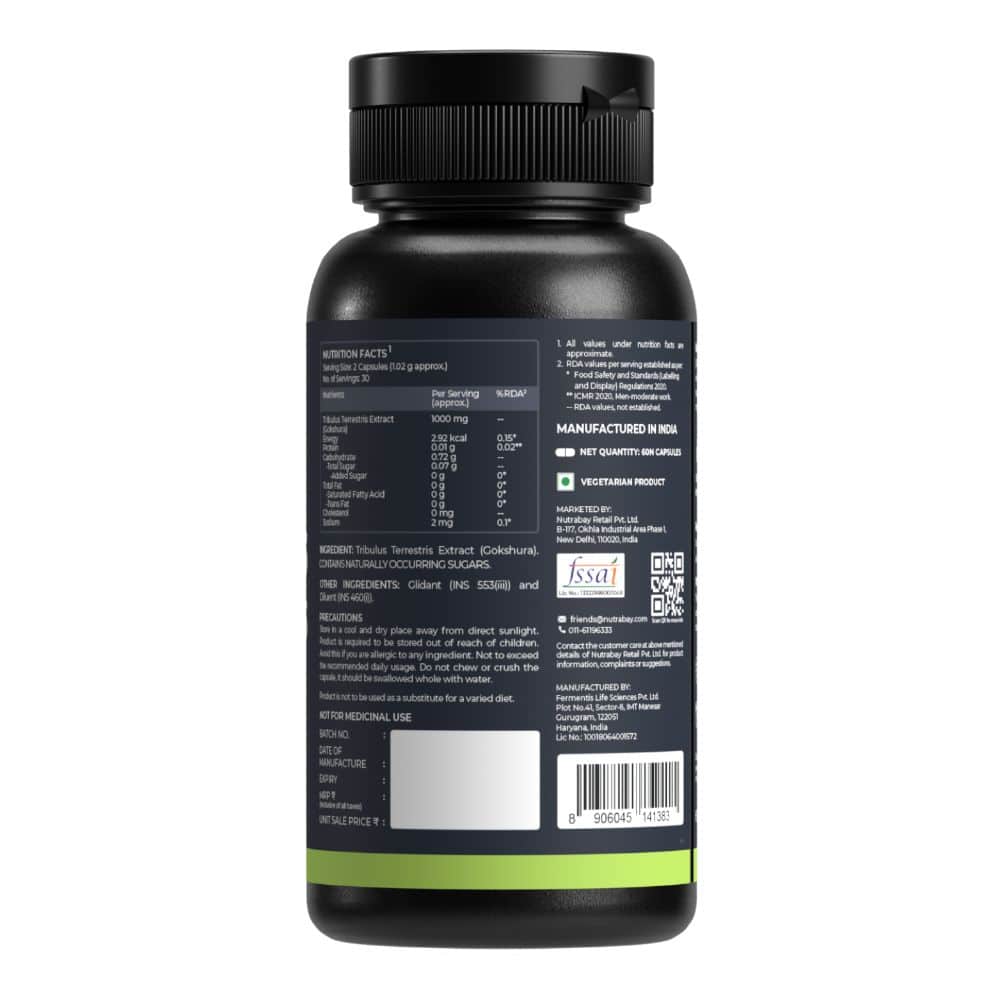 NUTRITION FACTS¹
Serving Size: 2 Capsules (1.02 g approx.)
No. of Servings: 30
Nutrients Per Serving (approx.) %RDA²
Tribulus Terrestris Extract (Gokshura) 1000 mg --
Energy 2.92 kcal 0.15*
Protein 0.01 g 0.02**
Carbohydrate 0.72 g --
-Total Sugar 0.07 g --
-Added Sugar 0 g 0*
Total Fat 0 g 0*
-Saturated Fatty Acid 0 g 0*
-Trans Fat 0 g 0*
Cholesterol 0 mg --
Sodium 2 mg 0.1*
INGREDIENT: Tribulus Terrestris Extract (Gokshura).
CONTAINS NATURALLY OCCURRING SUGARS.
OTHER INGREDIENTS: Glidant (INS 553(iii)) and
Diluent (INS 460(i)).
PRECAUTIONS
Store in a cool and dry place away from direct sunlight.
Product is required to be stored out of reach of children.
Avoid this if you are allergic to any ingredient. Not to exceed
the recommended daily usage. Do not chew or crush the
capsule, it should be swallowed whole with water.
Product is not to be used as a substitute for a varied diet.
NOT FOR MEDICINAL USE
BATCH NO. :
DATE OF
MANUFACTURE :
EXPIRY :
MRP ₹ :
(Inclusive of all taxes)
UNIT SALE PRICE ₹ :
1. All values under nutrition facts are
approximate.
2. RDA values per serving established as per:
* Food Safety and Standards (Labelling
and Display) Regulations 2020.
** ICMR 2020, Men-moderate work.
-- RDA values, not established.
MANUFACTURED IN INDIA
NET QUANTITY: 60N CAPSULES
VEGETARIAN PRODUCT
MARKETED BY:
Nutrabay Retail Pvt. Ltd.
B-117, Okhla Industrial Area Phase I,
New Delhi, 110020, India
fssai
Lic No.:
Scan QR for more info
friends@nutrabay.com
011-61196333
Contact the customer care at above mentioned
details of Nutrabay Retail Pvt. Ltd. for product
information, complaints or suggestions.
MANUFACTURED BY:
Fermentis Life Sciences Pvt. Ltd.
Plot No.41, Sector-8, IMT Manesar
Gurugram, 122051
Haryana, India
Lic No.: 10018064001572
8 906045 141383